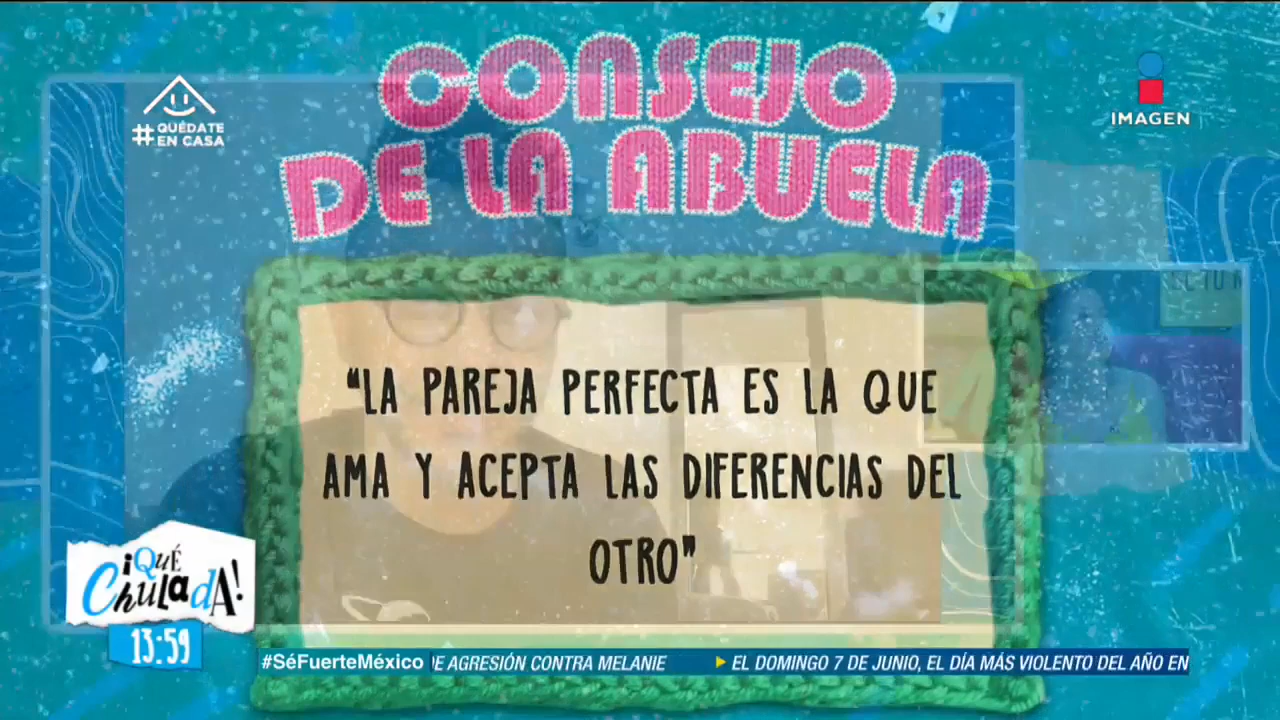 CONSEJO
DE LA ABUELA
#QUÉDATE
EN CASA
IMAGEN
"LA PAREJA PERFECTA ES LA QUE
AMA Y ACEPTA LAS DIFERENCIAS DEL
OTRO"
¡QUÉ
ChuLadA!
13:59
#SéFuerteMéxico
E AGRESIÓN CONTRA MELANIE
EL DOMINGO 7 DE JUNIO, EL DÍA MÁS VIOLENTO DEL AÑO EN